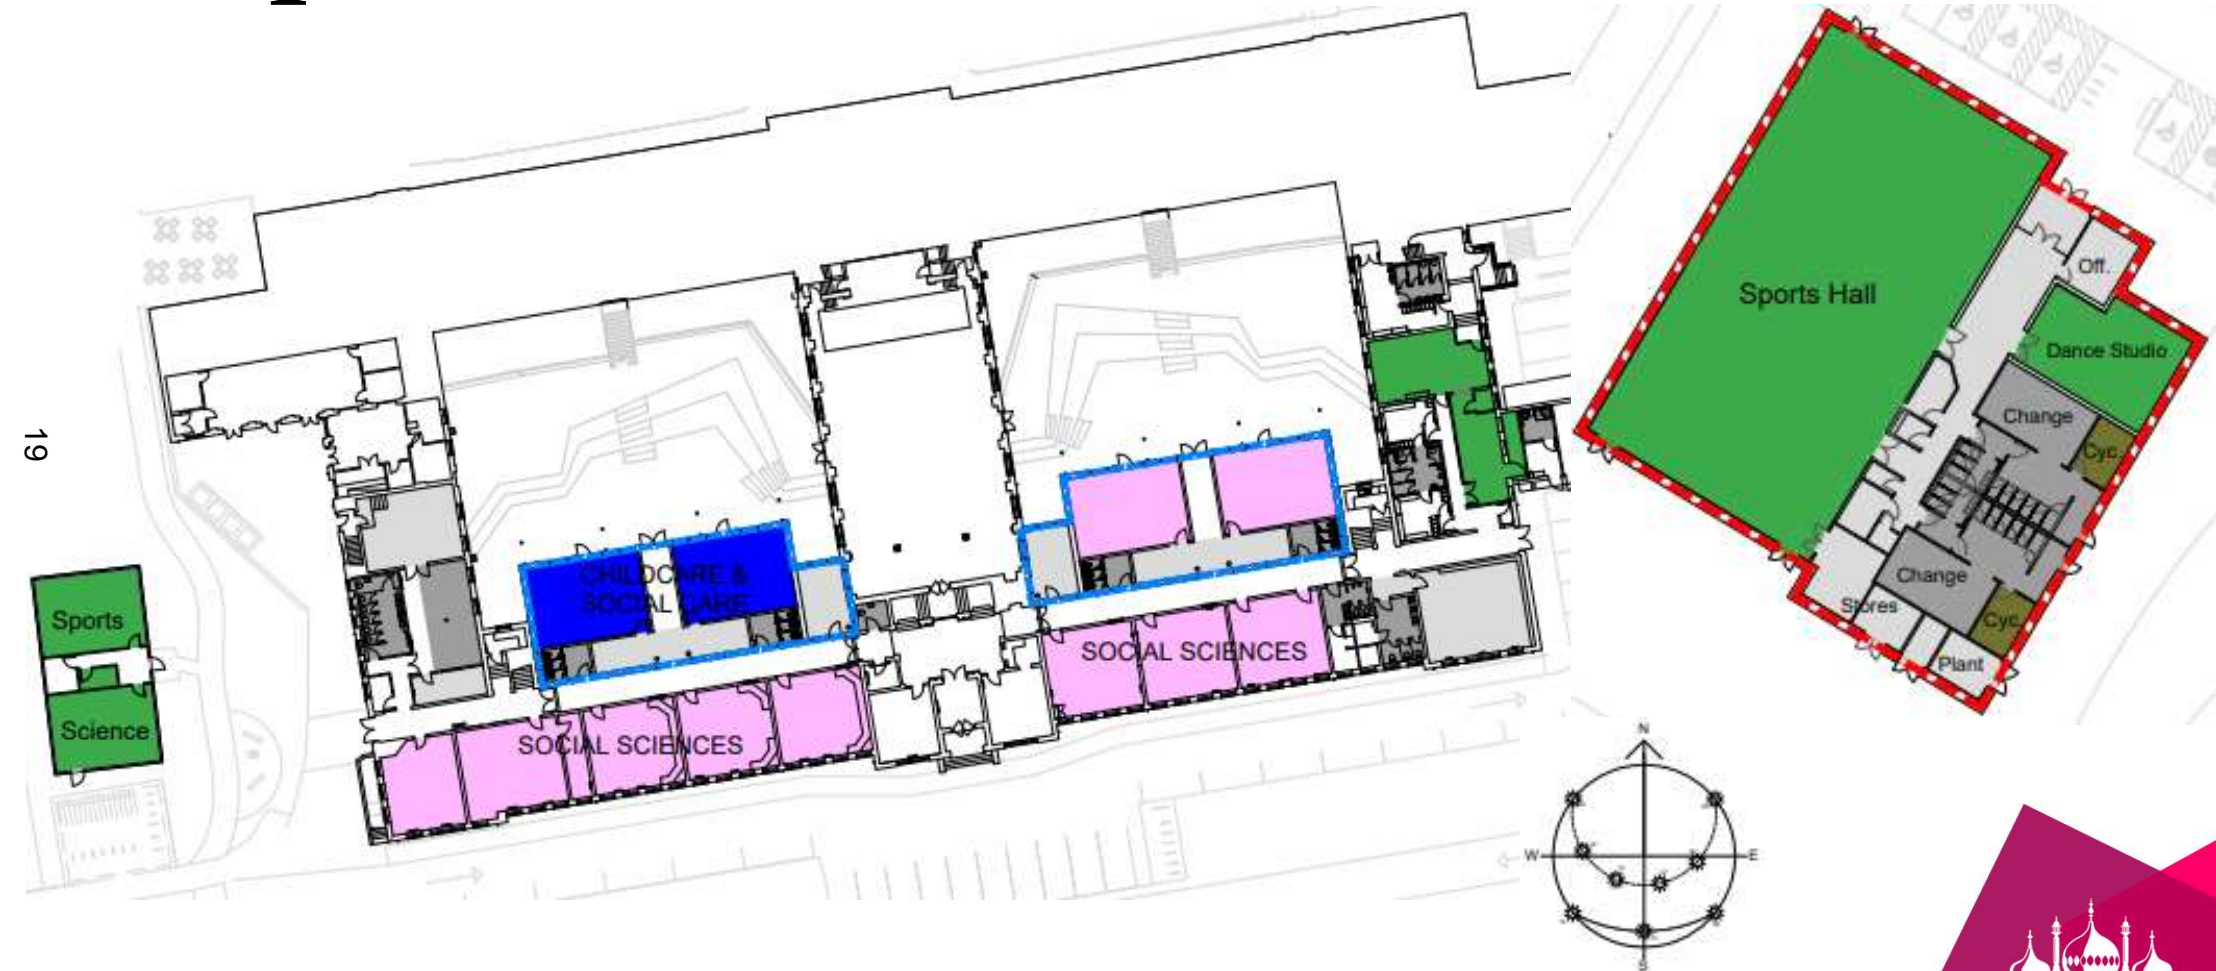 19
Sports
Science
CHILDCARE &
SOCIAL CARE
SOCIAL SCIENCES
SOCIAL SCIENCES
Sports Hall
Off.
Dance Studio
Change
Cyc.
Change
Stores
Cyc.
Plant
N
W
E
S